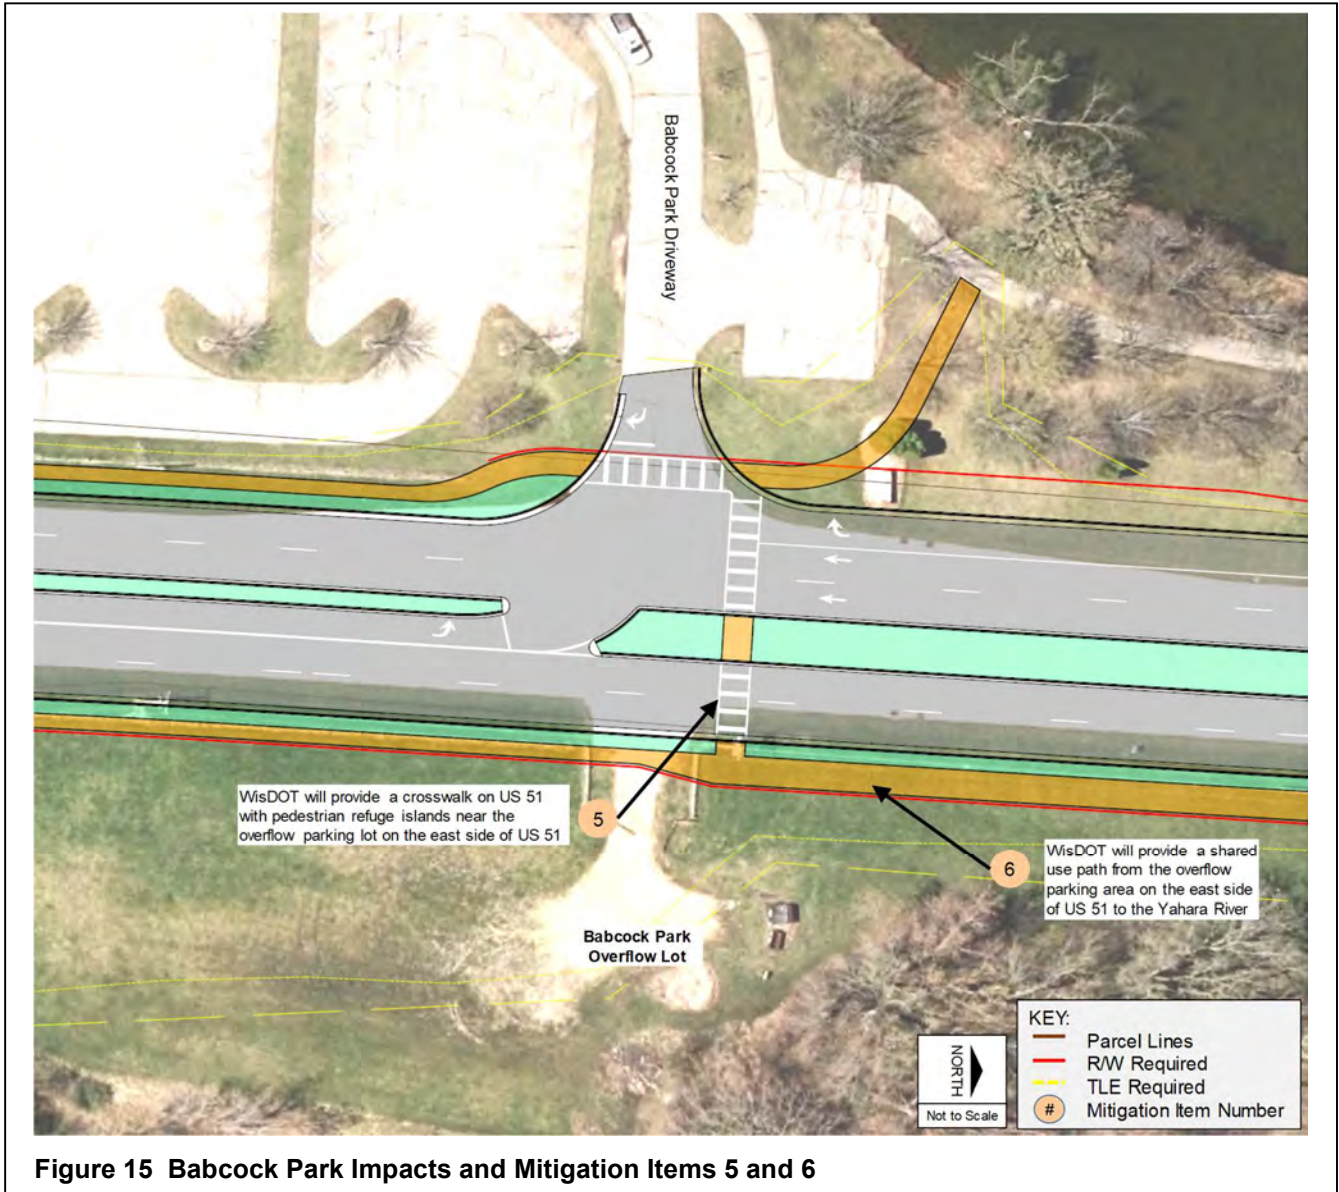 Babcock Park Driveway
WisDOT will provide a crosswalk on US 51
with pedestrian refuge islands near the
overflow parking lot on the east side of US 51
5
6
WisDOT will provide a shared
use path from the overflow
parking area on the east side
of US 51 to the Yahara River
Babcock Park
Overflow Lot
NORTH
Not to Scale
KEY:
Parcel Lines
R/W Required
TLE Required
# Mitigation Item Number
Figure 15 Babcock Park Impacts and Mitigation Items 5 and 6